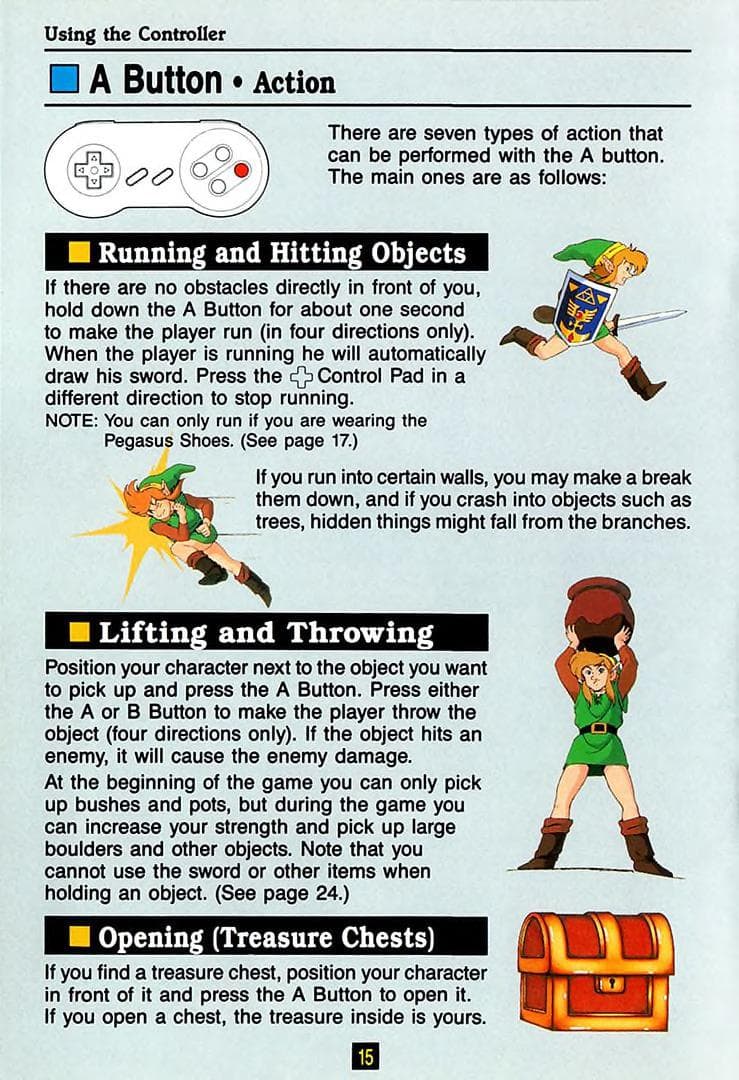 Using the Controller
A Button • Action
There are seven types of action that
can be performed with the A button.
The main ones are as follows:
Running and Hitting Objects
If there are no obstacles directly in front of you,
hold down the A Button for about one second
to make the player run (in four directions only).
When the player is running he will automatically
draw his sword. Press the Control Pad in a
different direction to stop running.
NOTE: You can only run if you are wearing the
Pegasus Shoes. (See page 17.)
If you run into certain walls, you may make a break
them down, and if you crash into objects such as
trees, hidden things might fall from the branches.
Lifting and Throwing
Position your character next to the object you want
to pick up and press the A Button. Press either
the A or B Button to make the player throw the
object (four directions only). If the object hits an
enemy, it will cause the enemy damage.
At the beginning of the game you can only pick
up bushes and pots, but during the game you
can increase your strength and pick up large
boulders and other objects. Note that you
cannot use the sword or other items when
holding an object. (See page 24.)
Opening (Treasure Chests)
If you find a treasure chest, position your character
in front of it and press the A Button to open it.
If you open a chest, the treasure inside is yours.
15